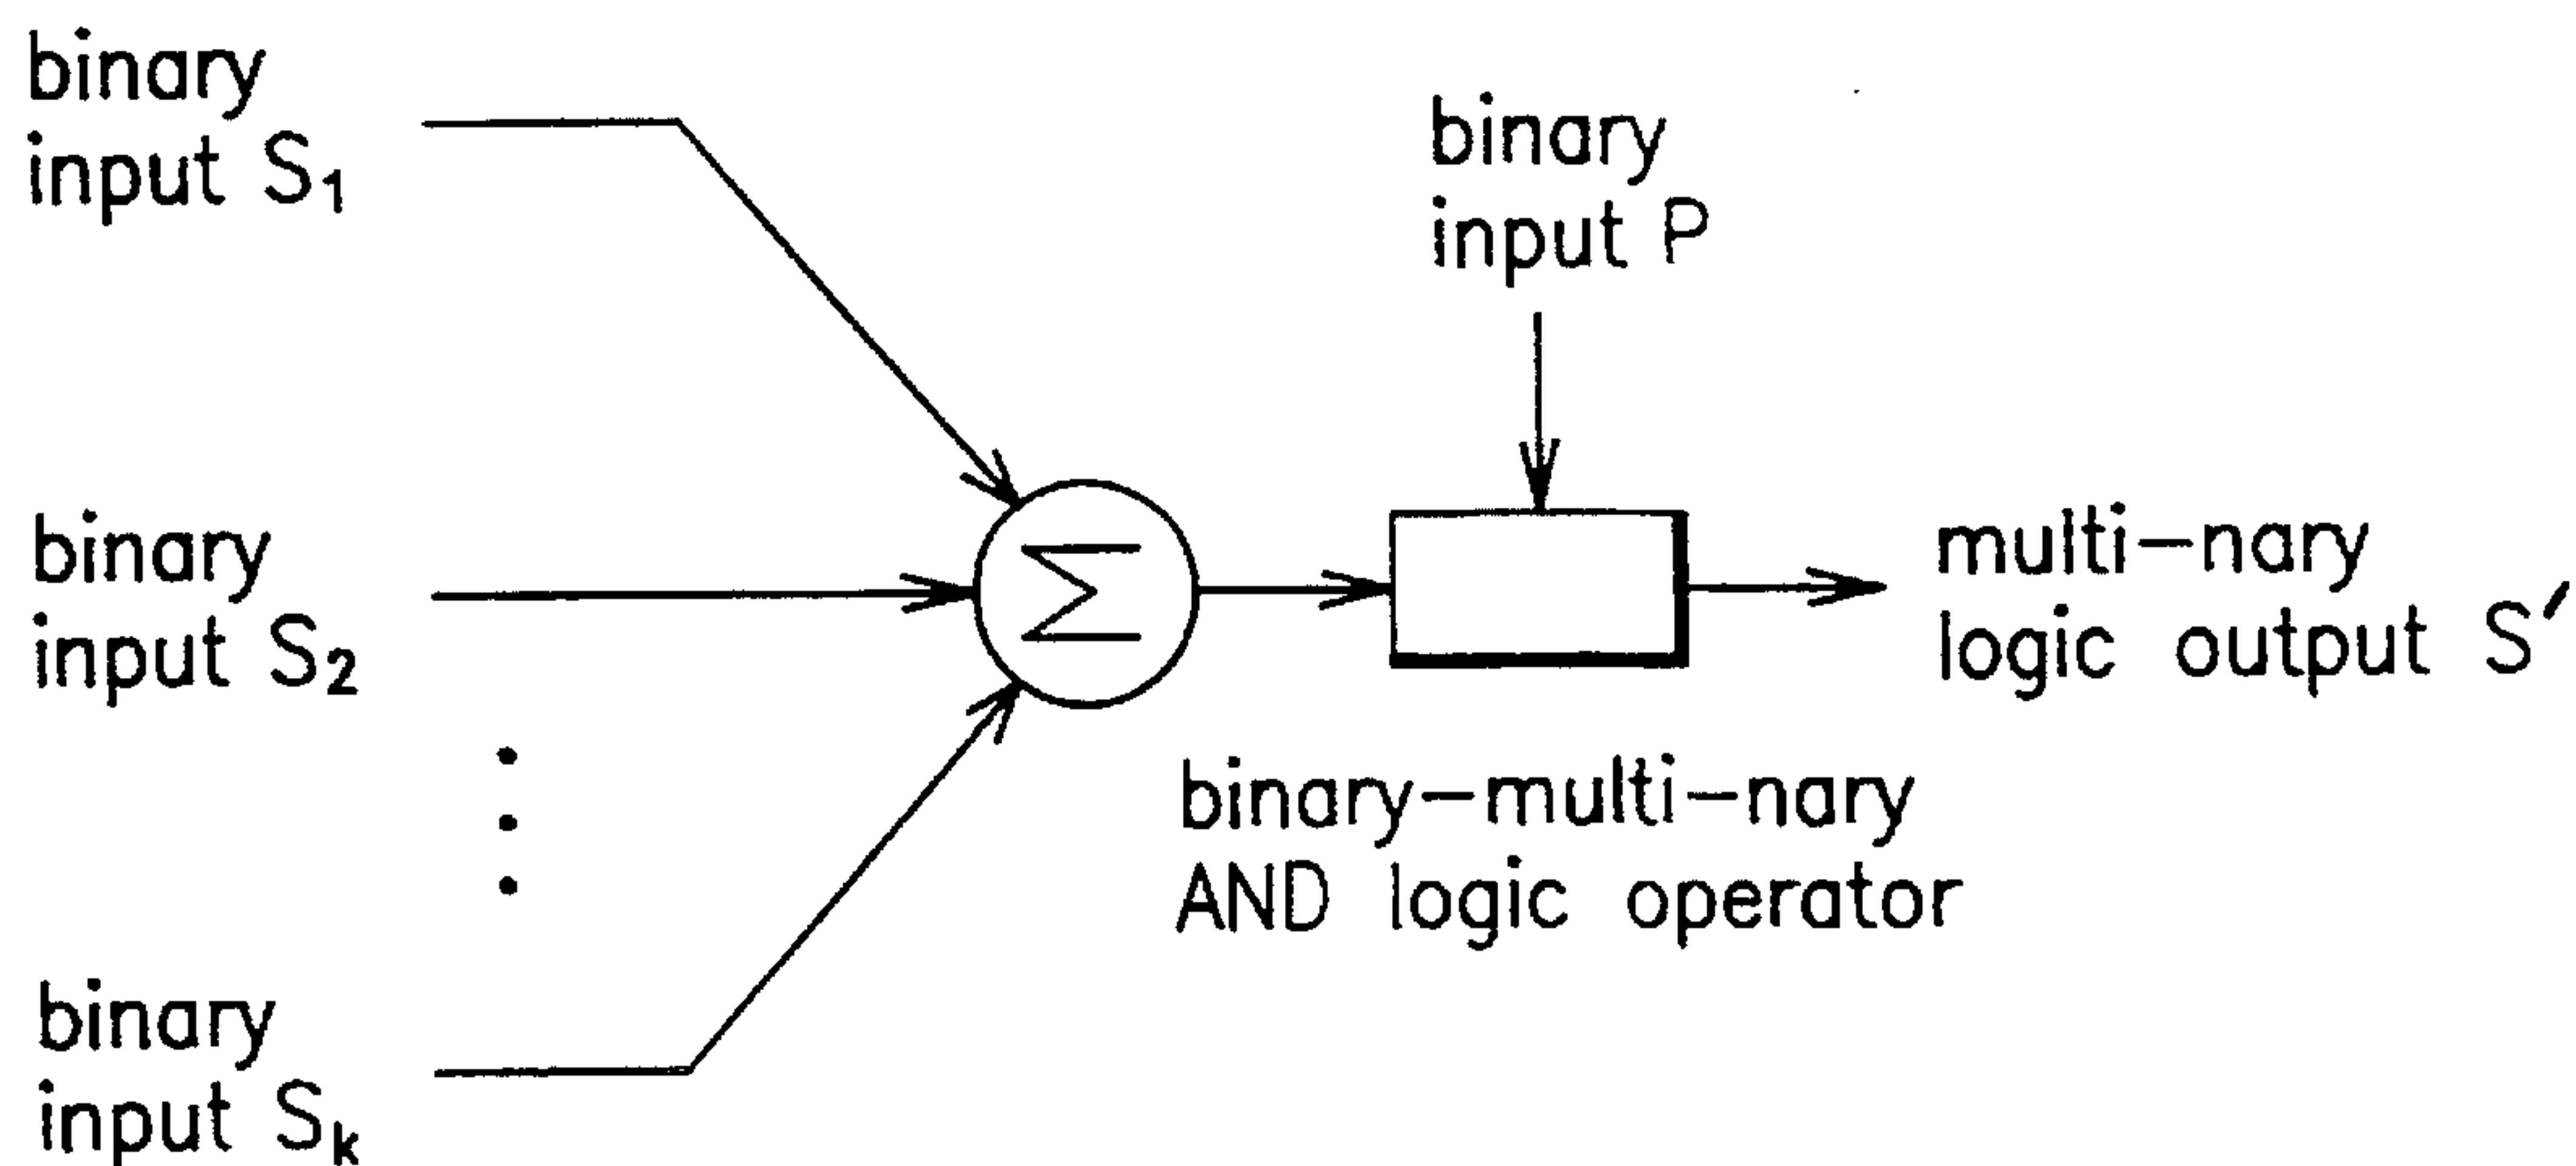 binary
input S₁
binary
input P
binary
input S₂
Σ
multi-nary
logic output S′
binary-multi-nary
AND logic operator
binary
input Sₖ